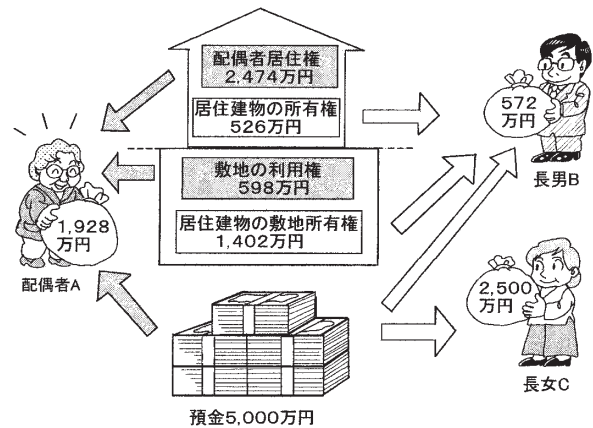 配偶者居住権
2,474万円
居住建物の所有権
526万円
敷地の利用権
598万円
居住建物の敷地所有権
1,402万円
1,928
万円
配偶者A
572
万円
長男B
2,500
万円
長女C
預金5,000万円